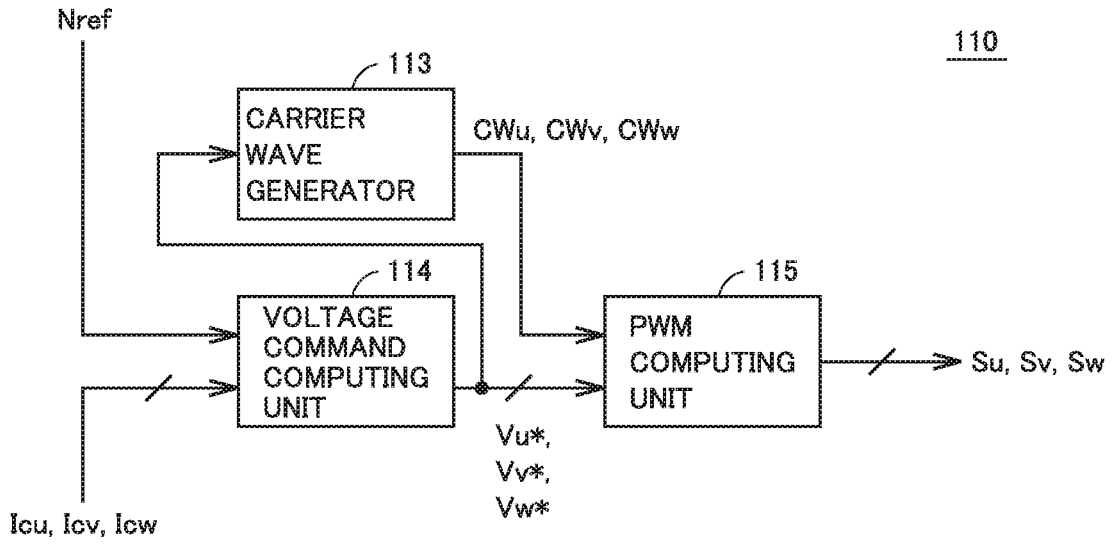 Nref
110
113
CARRIER
WAVE
GENERATOR
CWu, CWv, CWw
114
VOLTAGE
COMMAND
COMPUTING
UNIT
115
PWM
COMPUTING
UNIT
Su, Sv, Sw
Vu*,
Vv*,
Vw*
Icu, Icv, Icw